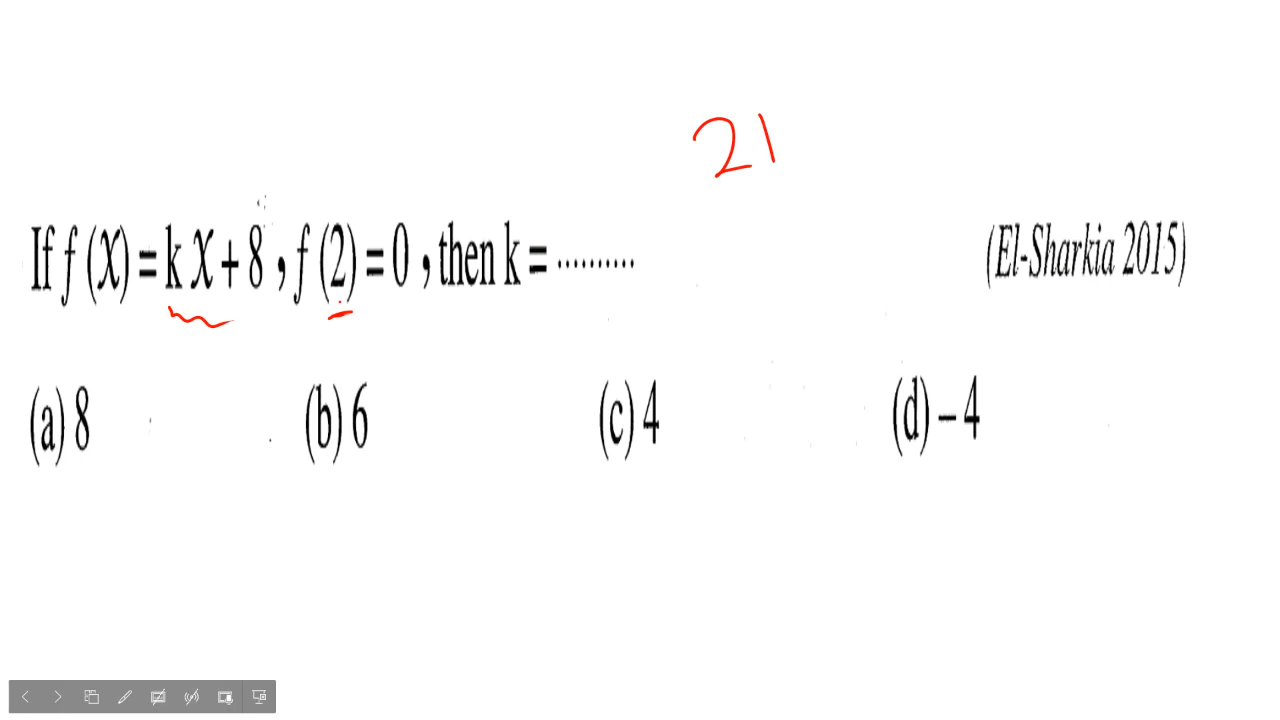 21
If f (X) = k X + 8 , f (2) = 0 , then k = ..........
(El-Sharkia 2015)
(a) 8 (b) 6 (c) 4 (d) – 4